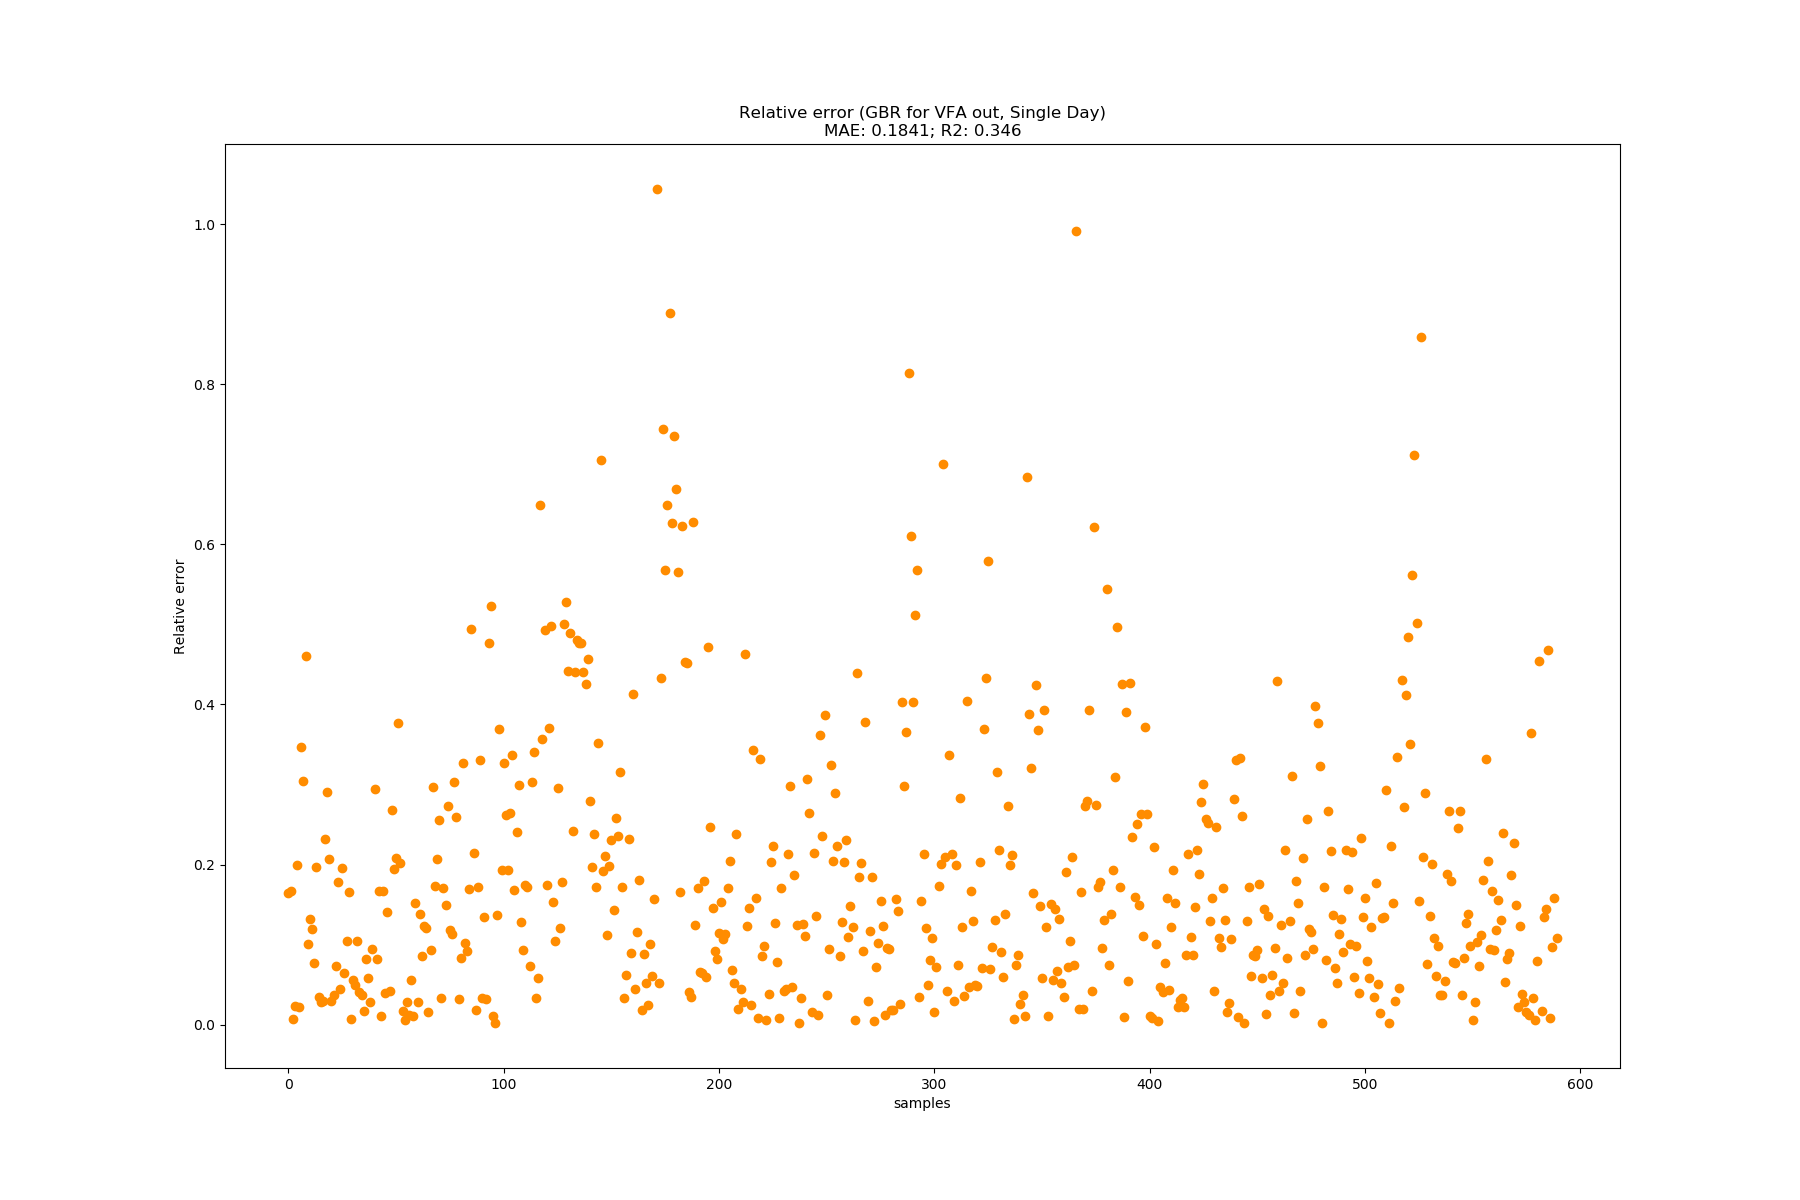 Relative error (GBR for VFA out, Single Day)
MAE: 0.1841; R2: 0.346
1.0
0.8
0.6
0.4
0.2
0.0
Relative error
0 100 200 300 400 500 600
samples